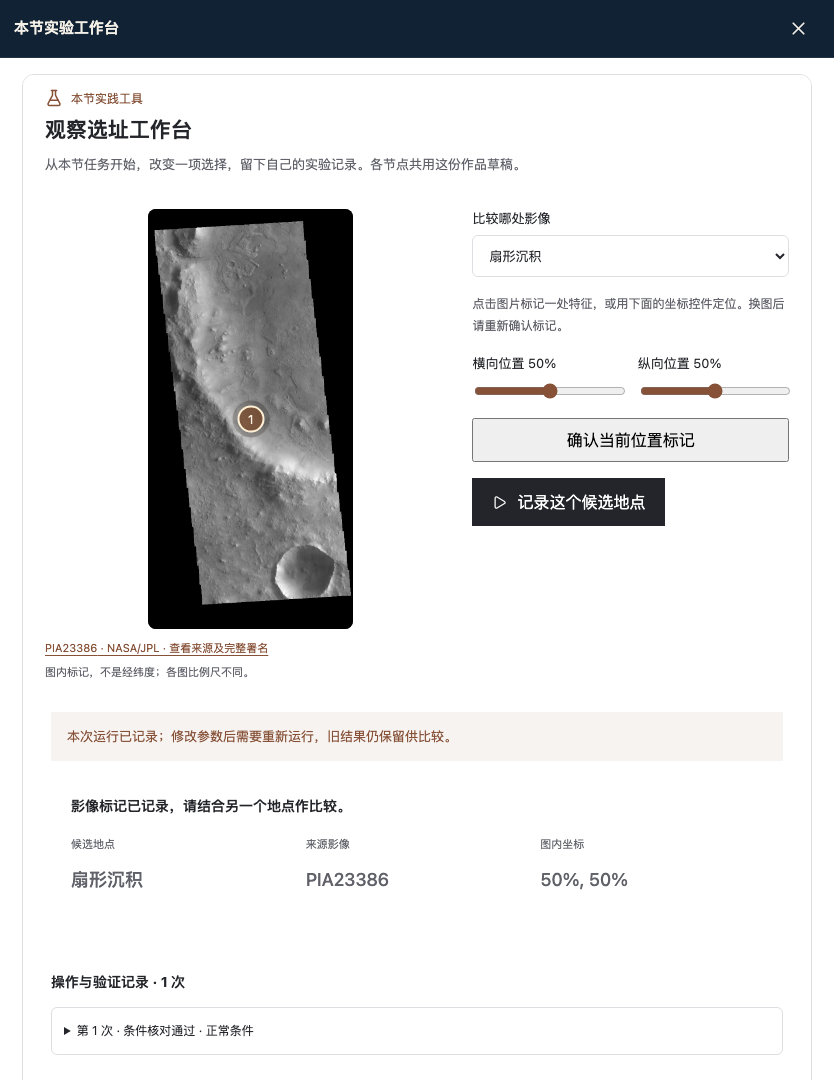 本节实验工作台
本节实践工具
观察选址工作台
从本节任务开始，改变一项选择，留下自己的实验记录。各节点共用这份作品草稿。
比较哪处影像
扇形沉积
点击图片标记一处特征，或用下面的坐标控件定位。换图后
请重新确认标记。
横向位置 50%
纵向位置 50%
1
确认当前位置标记
记录这个候选地点
PIA23386 · NASA/JPL · 查看来源及完整署名
图内标记，不是经纬度；各图比例尺不同。
本次运行已记录；修改参数后需要重新运行，旧结果仍保留供比较。
影像标记已记录，请结合另一个地点作比较。
候选地点
来源影像
图内坐标
扇形沉积
PIA23386
50%, 50%
操作与验证记录 · 1 次
第 1 次 · 条件核对通过 · 正常条件